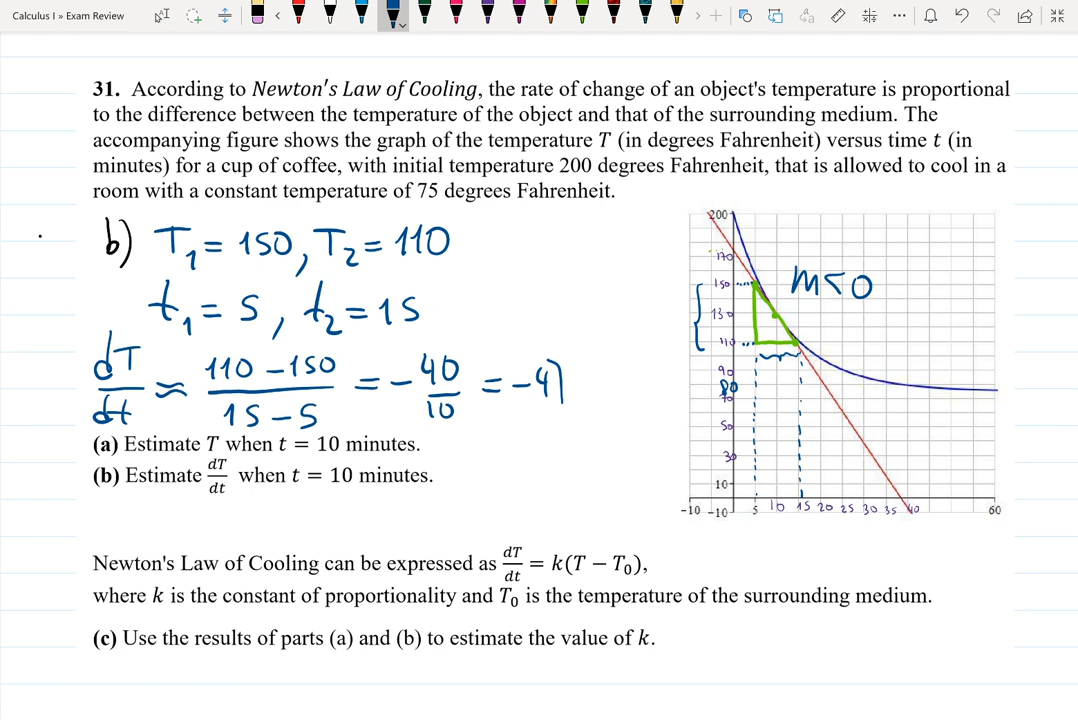 Calculus I » Exam Review
31. According to Newton's Law of Cooling, the rate of change of an object's temperature is proportional
to the difference between the temperature of the object and that of the surrounding medium. The
accompanying figure shows the graph of the temperature T (in degrees Fahrenheit) versus time t (in
minutes) for a cup of coffee, with initial temperature 200 degrees Fahrenheit, that is allowed to cool in a
room with a constant temperature of 75 degrees Fahrenheit.
b) T₁ = 150, T₂ = 110
t₁ = 5, t₂ = 15
dT/dt ≈ (110 - 150)/(15 - 5) = -40/10 = -4
(a) Estimate T when t = 10 minutes.
(b) Estimate dT/dt when t = 10 minutes.
200
170
150
m<0
130
110
90
80
70
50
30
10
-10 -10 5 10 15 20 25 30 35 40 60
Newton's Law of Cooling can be expressed as dT/dt = k(T − T₀),
where k is the constant of proportionality and T₀ is the temperature of the surrounding medium.
(c) Use the results of parts (a) and (b) to estimate the value of k.